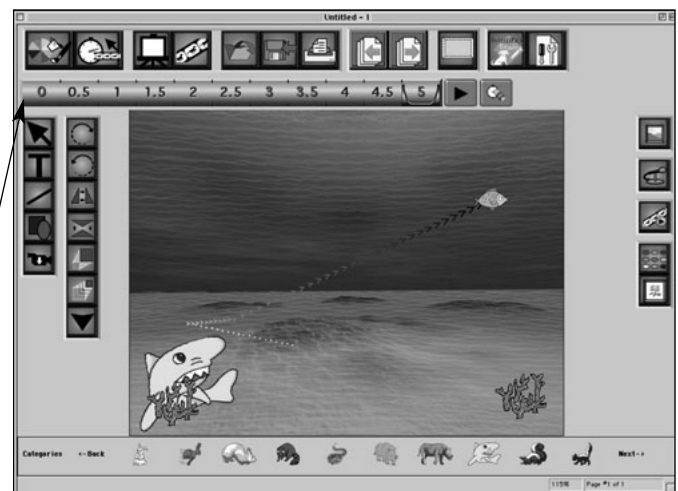 Untitled - 1
0 0.5 1 1.5 2 2.5 3 3.5 4 4.5 5
T
Categories <-Back Next->
115% Page #1 of 1